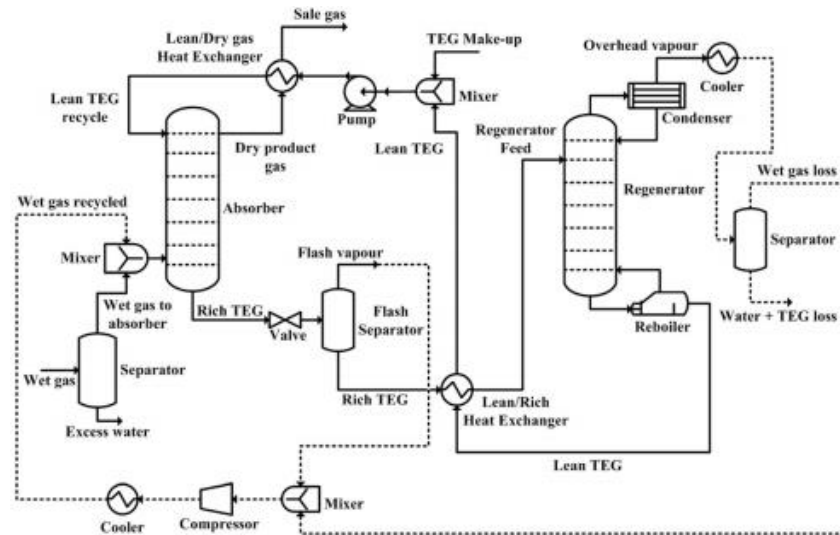 Sale gas
Lean/Dry gas
Heat Exchanger
TEG Make-up
Overhead vapour
Cooler
Lean TEG
recycle
Pump
Mixer
Condenser
Dry product
gas
Lean TEG
Regenerator
Feed
Wet gas loss
Wet gas recycled
Absorber
Regenerator
Separator
Mixer
Flash vapour
Wet gas to
absorber
Rich TEG
Valve
Flash
Separator
Reboiler
Water + TEG loss
Separator
Wet gas
Rich TEG
Lean/Rich
Heat Exchanger
Excess water
Lean TEG
Mixer
Cooler
Compressor